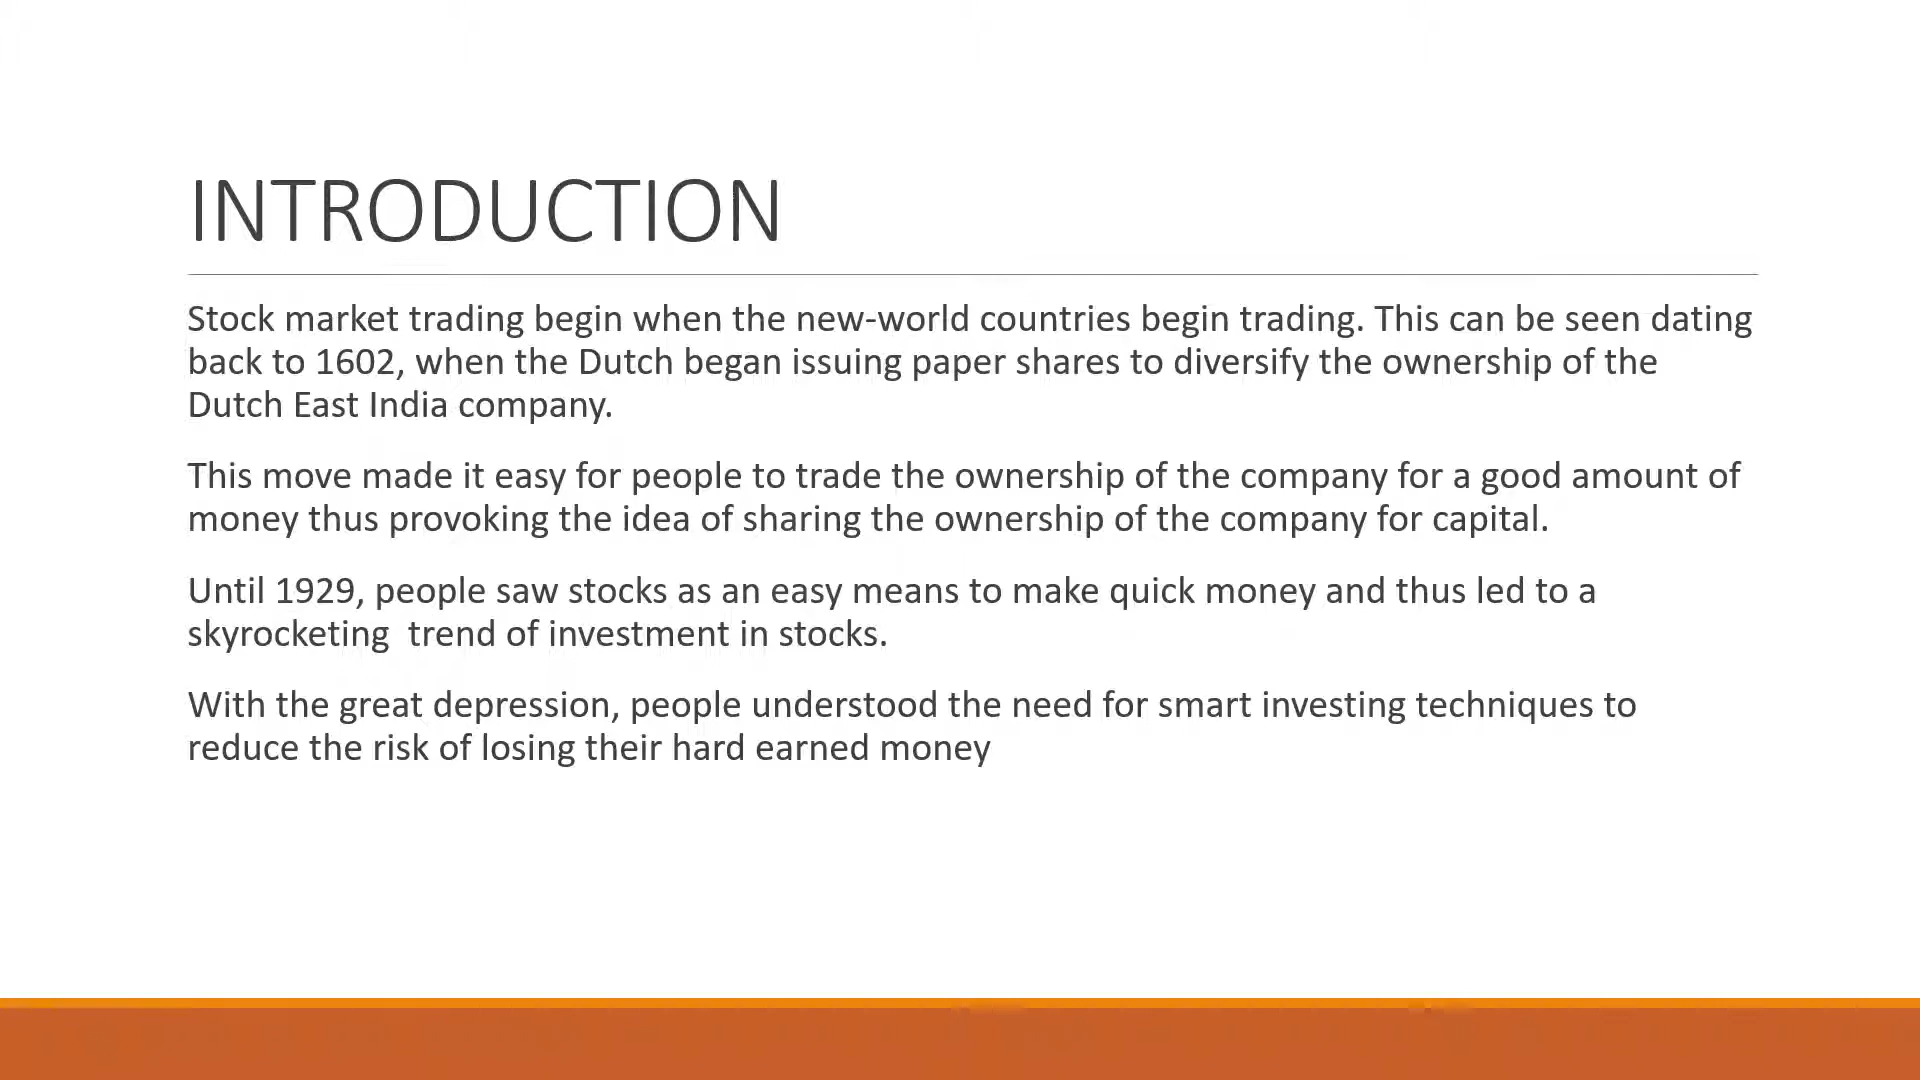 INTRODUCTION
Stock market trading begin when the new-world countries begin trading. This can be seen dating
back to 1602, when the Dutch began issuing paper shares to diversify the ownership of the
Dutch East India company.
This move made it easy for people to trade the ownership of the company for a good amount of
money thus provoking the idea of sharing the ownership of the company for capital.
Until 1929, people saw stocks as an easy means to make quick money and thus led to a
skyrocketing  trend of investment in stocks.
With the great depression, people understood the need for smart investing techniques to
reduce the risk of losing their hard earned money